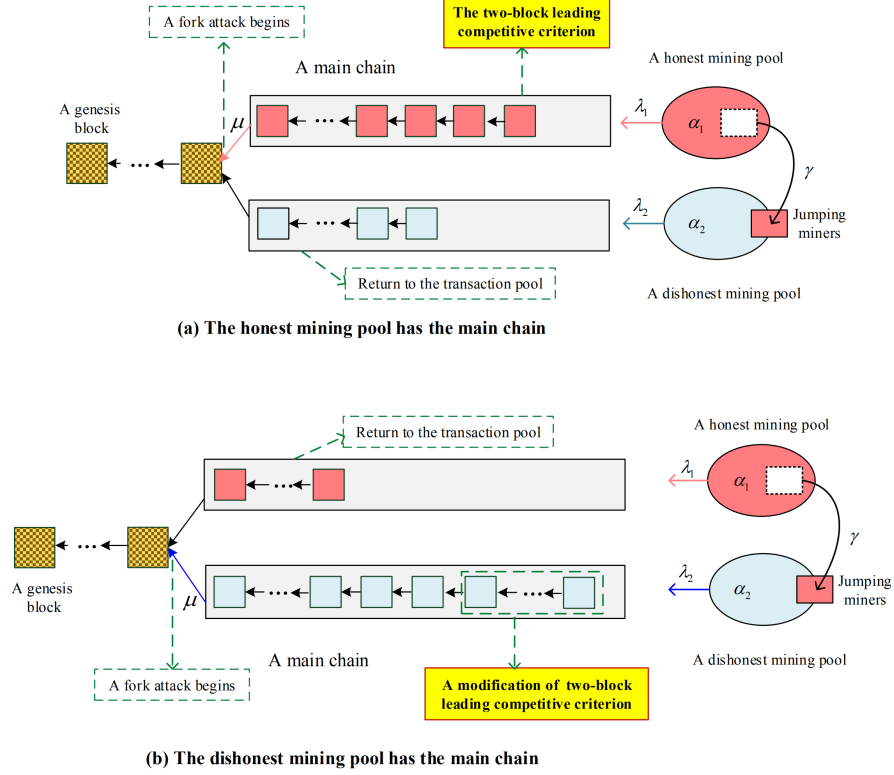 A fork attack begins
The two-block leading
competitive criterion
A main chain
A honest mining pool
A genesis
block
μ
λ1
α1
γ
λ2
α2
Jumping
miners
Return to the transaction pool
A dishonest mining pool
(a) The honest mining pool has the main chain
Return to the transaction pool
A honest mining pool
λ1
α1
γ
A genesis
block
μ
λ2
α2
Jumping
miners
A main chain
A dishonest mining pool
A fork attack begins
A modification of two-block
leading competitive criterion
(b) The dishonest mining pool has the main chain